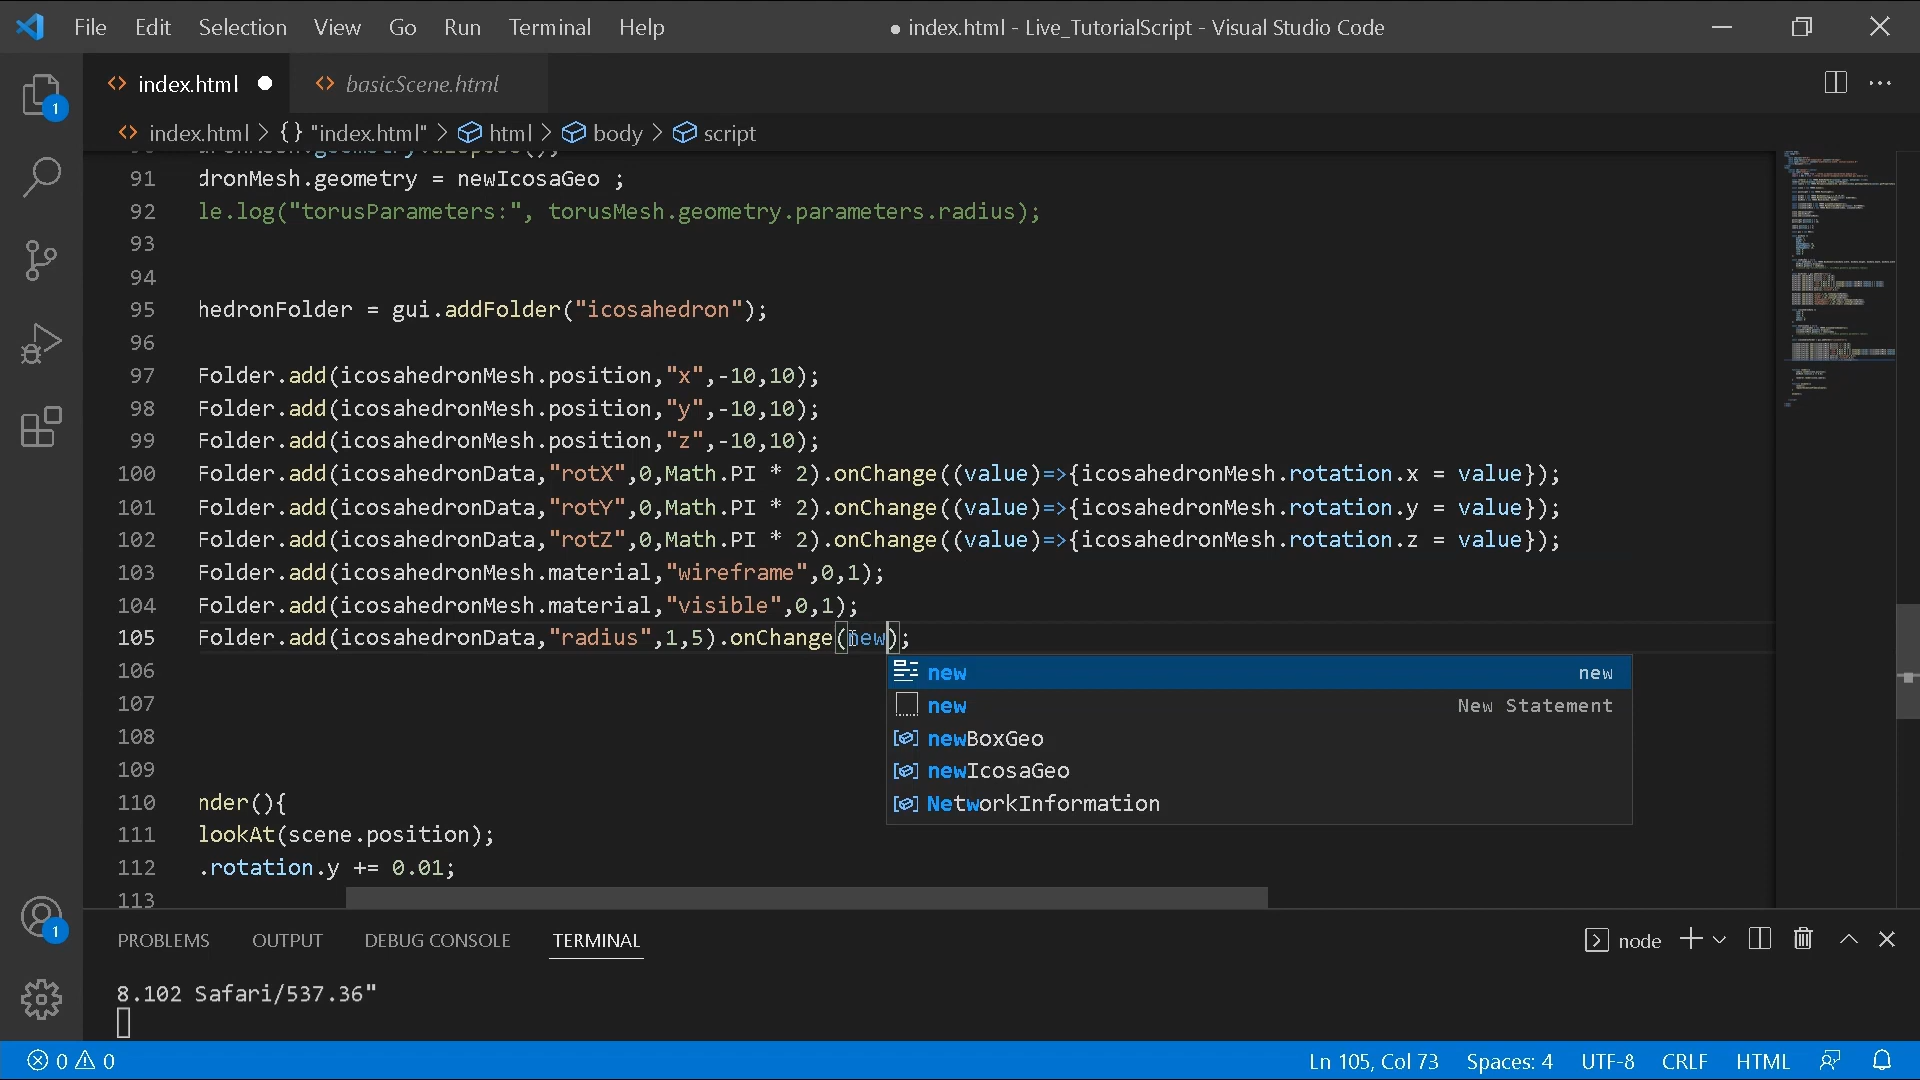 File Edit Selection View Go Run Terminal Help ● index.html - Live_TutorialScript - Visual Studio Code
index.html basicScene.html
index.html > {} "index.html" > html > body > script
91 dronMesh.geometry = newIcosaGeo ;
92 le.log("torusParameters:", torusMesh.geometry.parameters.radius);
93
94
95 hedronFolder = gui.addFolder("icosahedron");
96
97 Folder.add(icosahedronMesh.position,"x",-10,10);
98 Folder.add(icosahedronMesh.position,"y",-10,10);
99 Folder.add(icosahedronMesh.position,"z",-10,10);
100 Folder.add(icosahedronData,"rotX",0,Math.PI * 2).onChange((value)=>{icosahedronMesh.rotation.x = value});
101 Folder.add(icosahedronData,"rotY",0,Math.PI * 2).onChange((value)=>{icosahedronMesh.rotation.y = value});
102 Folder.add(icosahedronData,"rotZ",0,Math.PI * 2).onChange((value)=>{icosahedronMesh.rotation.z = value});
103 Folder.add(icosahedronMesh.material,"wireframe",0,1);
104 Folder.add(icosahedronMesh.material,"visible",0,1);
105 Folder.add(icosahedronData,"radius",1,5).onChange(new);
106 new new
107 new New Statement
108 newBoxGeo
109 newIcosaGeo
110 nder(){ NetworkInformation
111 lookAt(scene.position);
112 .rotation.y += 0.01;
113
PROBLEMS OUTPUT DEBUG CONSOLE TERMINAL node
8.102 Safari/537.36"
1
1
0 0 Ln 105, Col 73 Spaces: 4 UTF-8 CRLF HTML